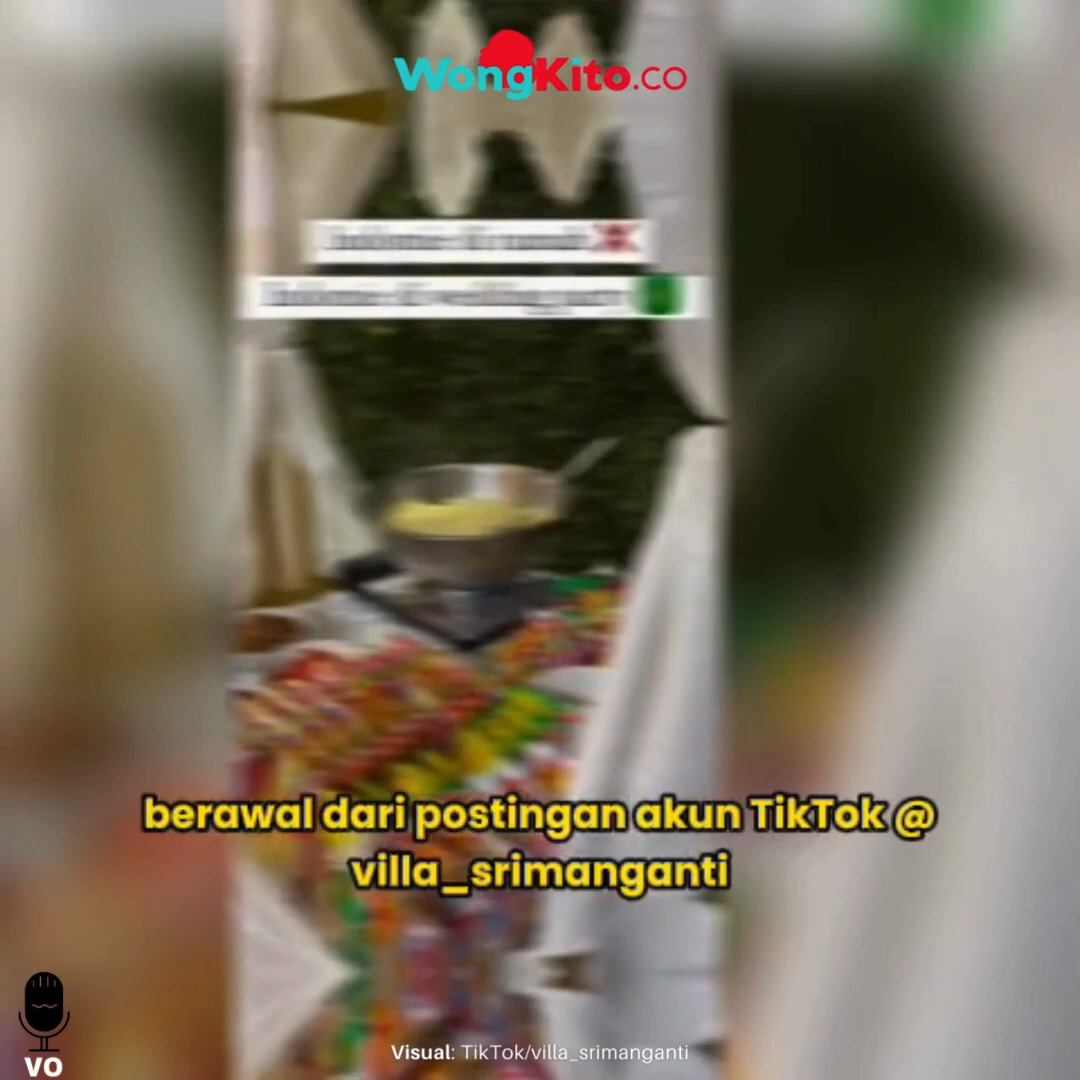 WongKito.co
berawal dari postingan akun TikTok @
villa_srimanganti
VO
Visual: TikTok/villa_srimanganti